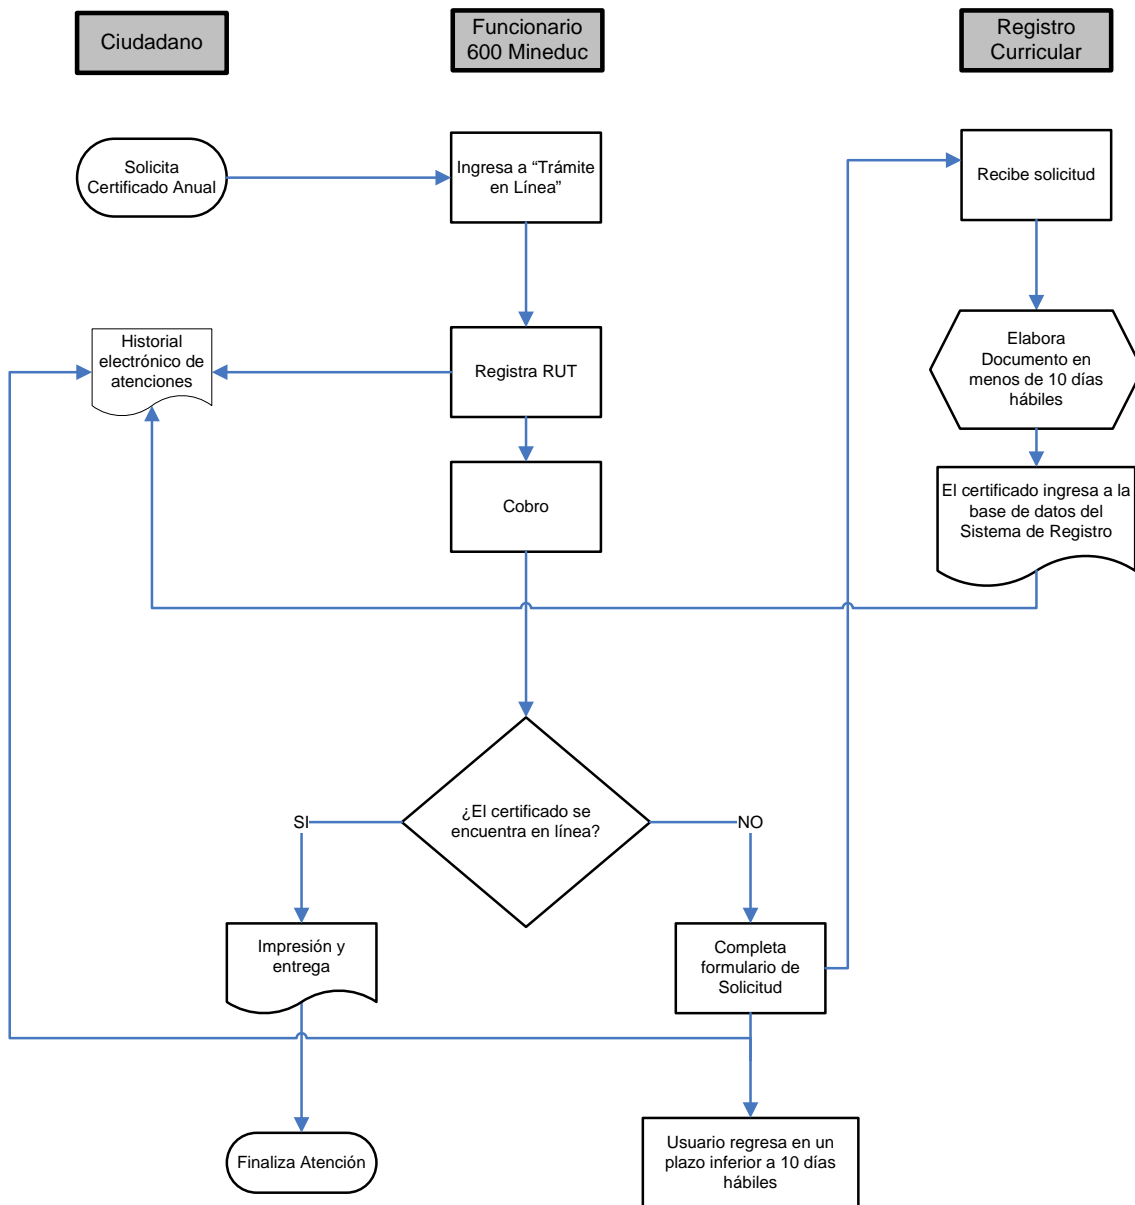 Ciudadano
Funcionario
600 Mineduc
Registro
Curricular
Solicita
Certificado Anual
Ingresa a “Trámite
en Línea”
Recibe solicitud
Historial
electrónico de
atenciones
Registra RUT
Elabora
Documento en
menos de 10 días
hábiles
Cobro
El certificado ingresa a la
base de datos del
Sistema de Registro
¿El certificado se
encuentra en línea?
SI
NO
Impresión y
entrega
Completa
formulario de
Solicitud
Finaliza Atención
Usuario regresa en un
plazo inferior a 10 días
hábiles